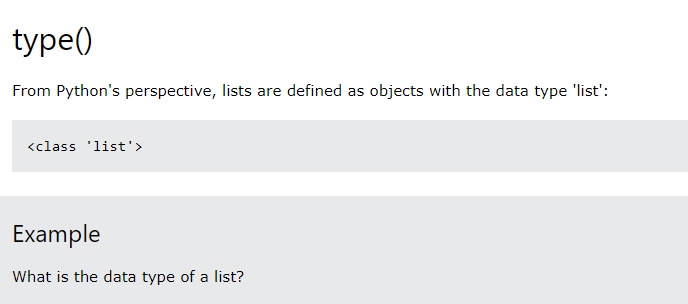 type()
From Python's perspective, lists are defined as objects with the data type 'list':
<class 'list'>
Example
What is the data type of a list?